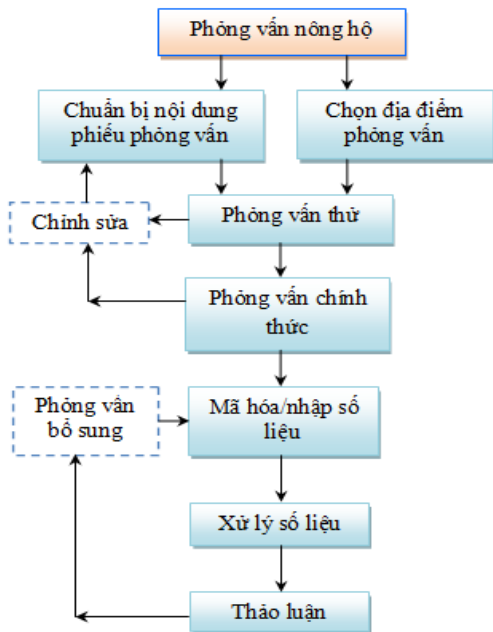 Phỏng vấn nông hộ
Chuẩn bị nội dung
phiếu phỏng vấn
Chọn địa điểm
phỏng vấn
Chỉnh sửa
Phỏng vấn thử
Phỏng vấn chính
thức
Phỏng vấn
bổ sung
Mã hóa/nhập số
liệu
Xử lý số liệu
Thảo luận